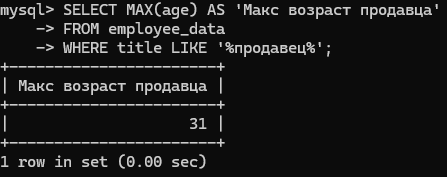 mysql> SELECT MAX(age) AS 'Макс возраст продавца'
    -> FROM employee_data
    -> WHERE title LIKE '%продавец%';
+-----------------------+
| Макс возраст продавца |
+-----------------------+
|                    31 |
+-----------------------+
1 row in set (0.00 sec)